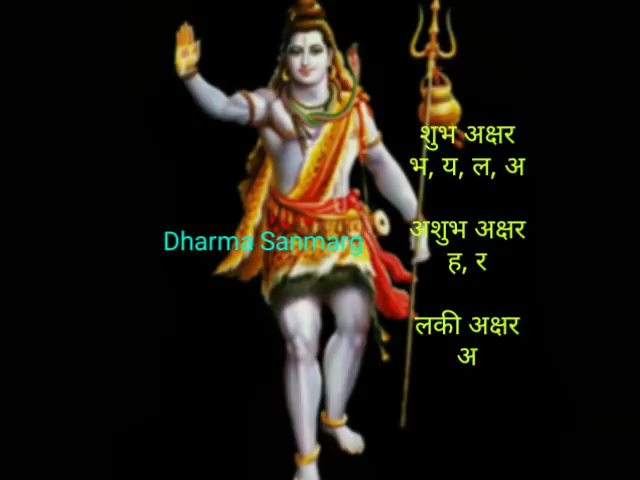 शुभ अक्षर
भ, य, ल, अ
Dharma Sanmarg
अशुभ अक्षर
ह, र
लकी अक्षर
अ